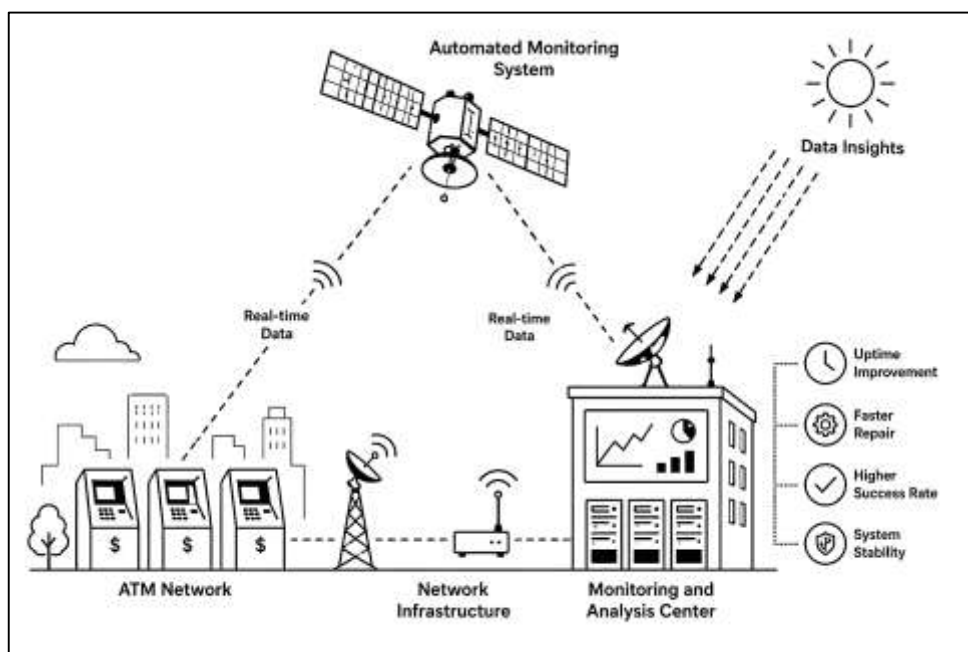 Automated Monitoring
System
Data Insights
Real-time
Data
Real-time
Data
Uptime
Improvement
Faster
Repair
Higher
Success Rate
System
Stability
$
$
$
ATM Network
Network
Infrastructure
Monitoring and
Analysis Center